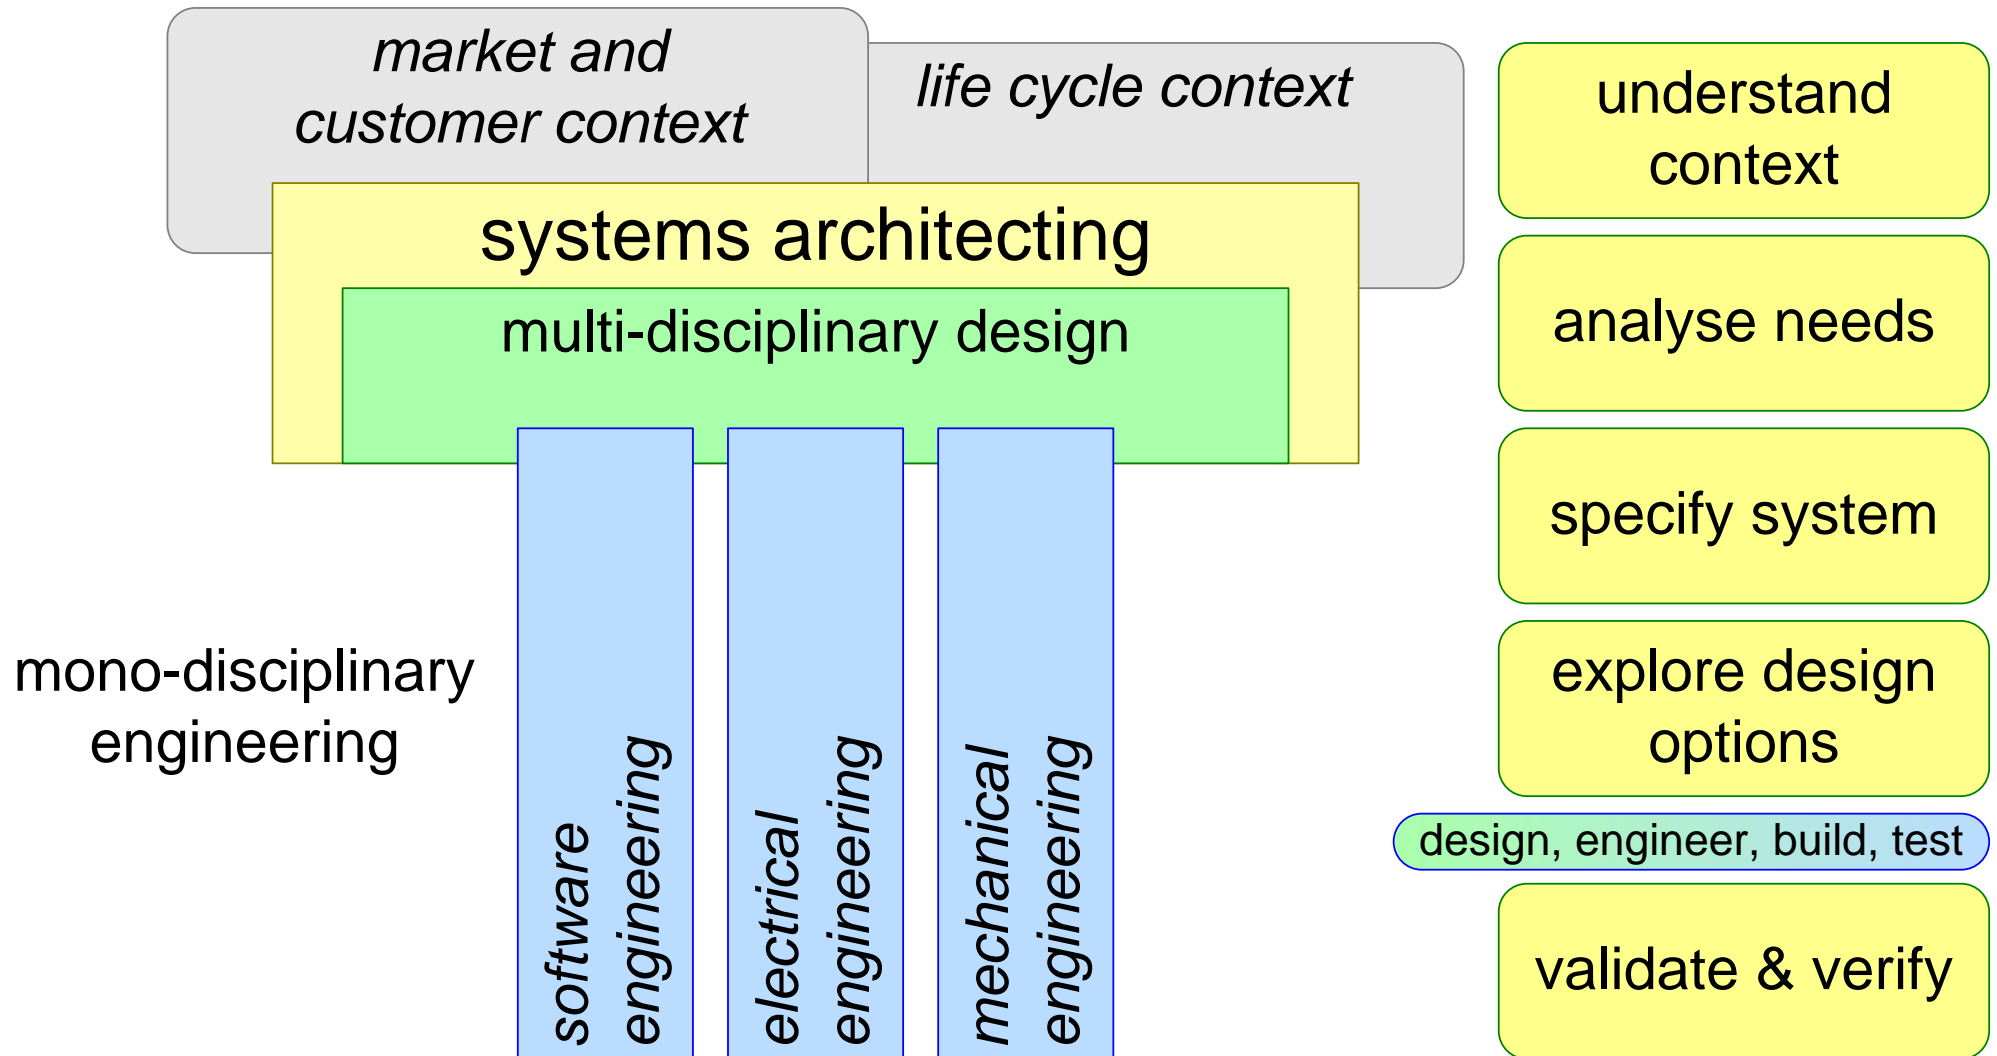 market and
customer context
life cycle context
systems architecting
multi-disciplinary design
mono-disciplinary
engineering
software
engineering
electrical
engineering
mechanical
engineering
understand
context
analyse needs
specify system
explore design
options
design, engineer, build, test
validate & verify